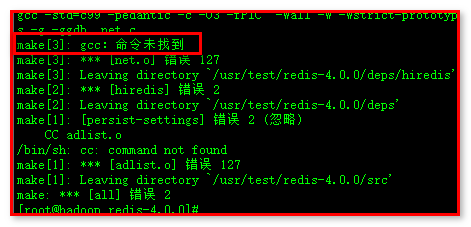 gcc -std=c99 -pedantic -c -O3 -fPIC  -Wall -W -Wstrict-prototyp
s -g -ggdb  net.c
make[3]: gcc：命令未找到
make[3]: *** [net.o] 错误 127
make[3]: Leaving directory `/usr/test/redis-4.0.0/deps/hiredis'
make[2]: *** [hiredis] 错误 2
make[2]: Leaving directory `/usr/test/redis-4.0.0/deps'
make[1]: [persist-settings] 错误 2 (忽略)
    CC adlist.o
/bin/sh: cc: command not found
make[1]: *** [adlist.o] 错误 127
make[1]: Leaving directory `/usr/test/redis-4.0.0/src'
make: *** [all] 错误 2
[root@hadoop redis-4.0.0]#